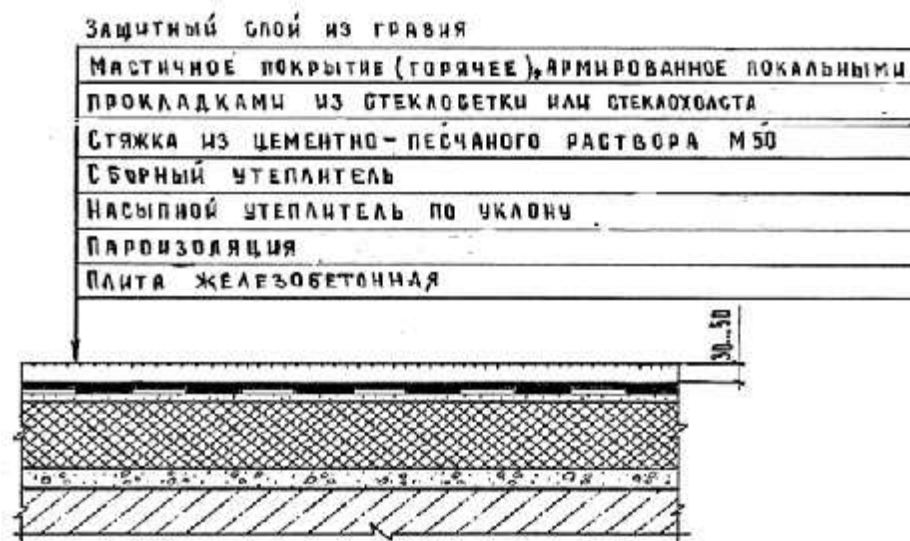 Защитный слой из гравия
Мастичное покрытие (горячее), армированное локальными
прокладками из стеклосетки или стеклохолста
Стяжка из цементно-песчаного раствора М50
Сборный утеплитель
Насыпной утеплитель по уклону
Пароизоляция
Плита железобетонная
30...50